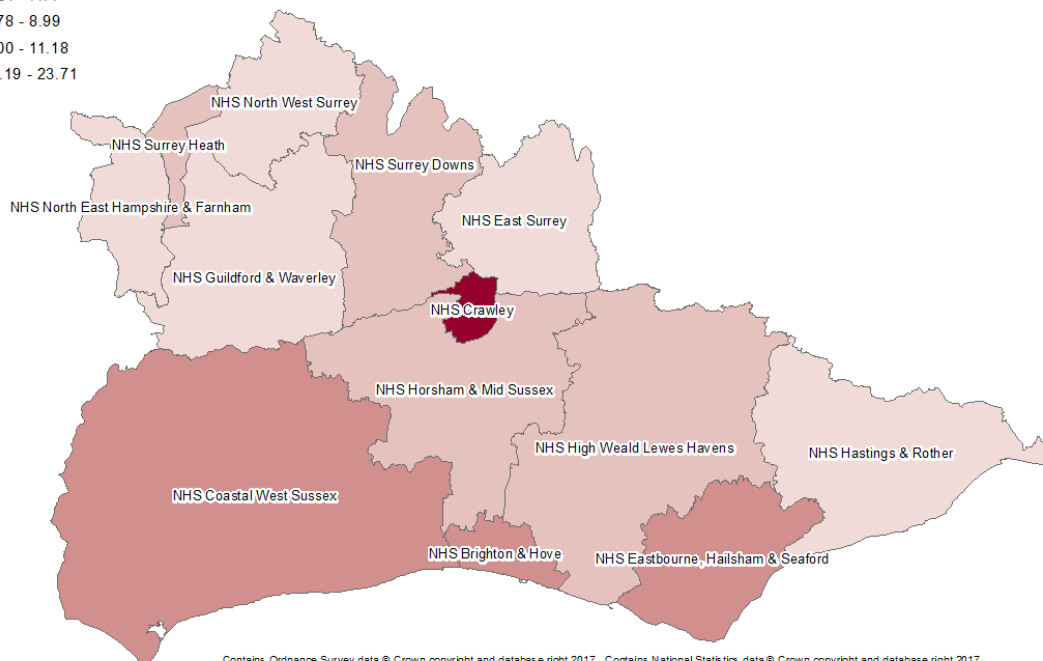 78 - 8.99
00 - 11.18
.19 - 23.71
NHS North West Surrey
NHS Surrey Heath
NHS Surrey Downs
NHS North East Hampshire & Farnham
NHS East Surrey
NHS Guildford & Waverley
NHS Crawley
NHS Horsham & Mid Sussex
NHS High Weald Lewes Havens
NHS Hastings & Rother
NHS Coastal West Sussex
NHS Brighton & Hove
NHS Eastbourne, Hailsham & Seaford
Contains Ordnance Survey data © Crown copyright and database right 2017 Contains National Statistics data © Crown copyright and database right 2017